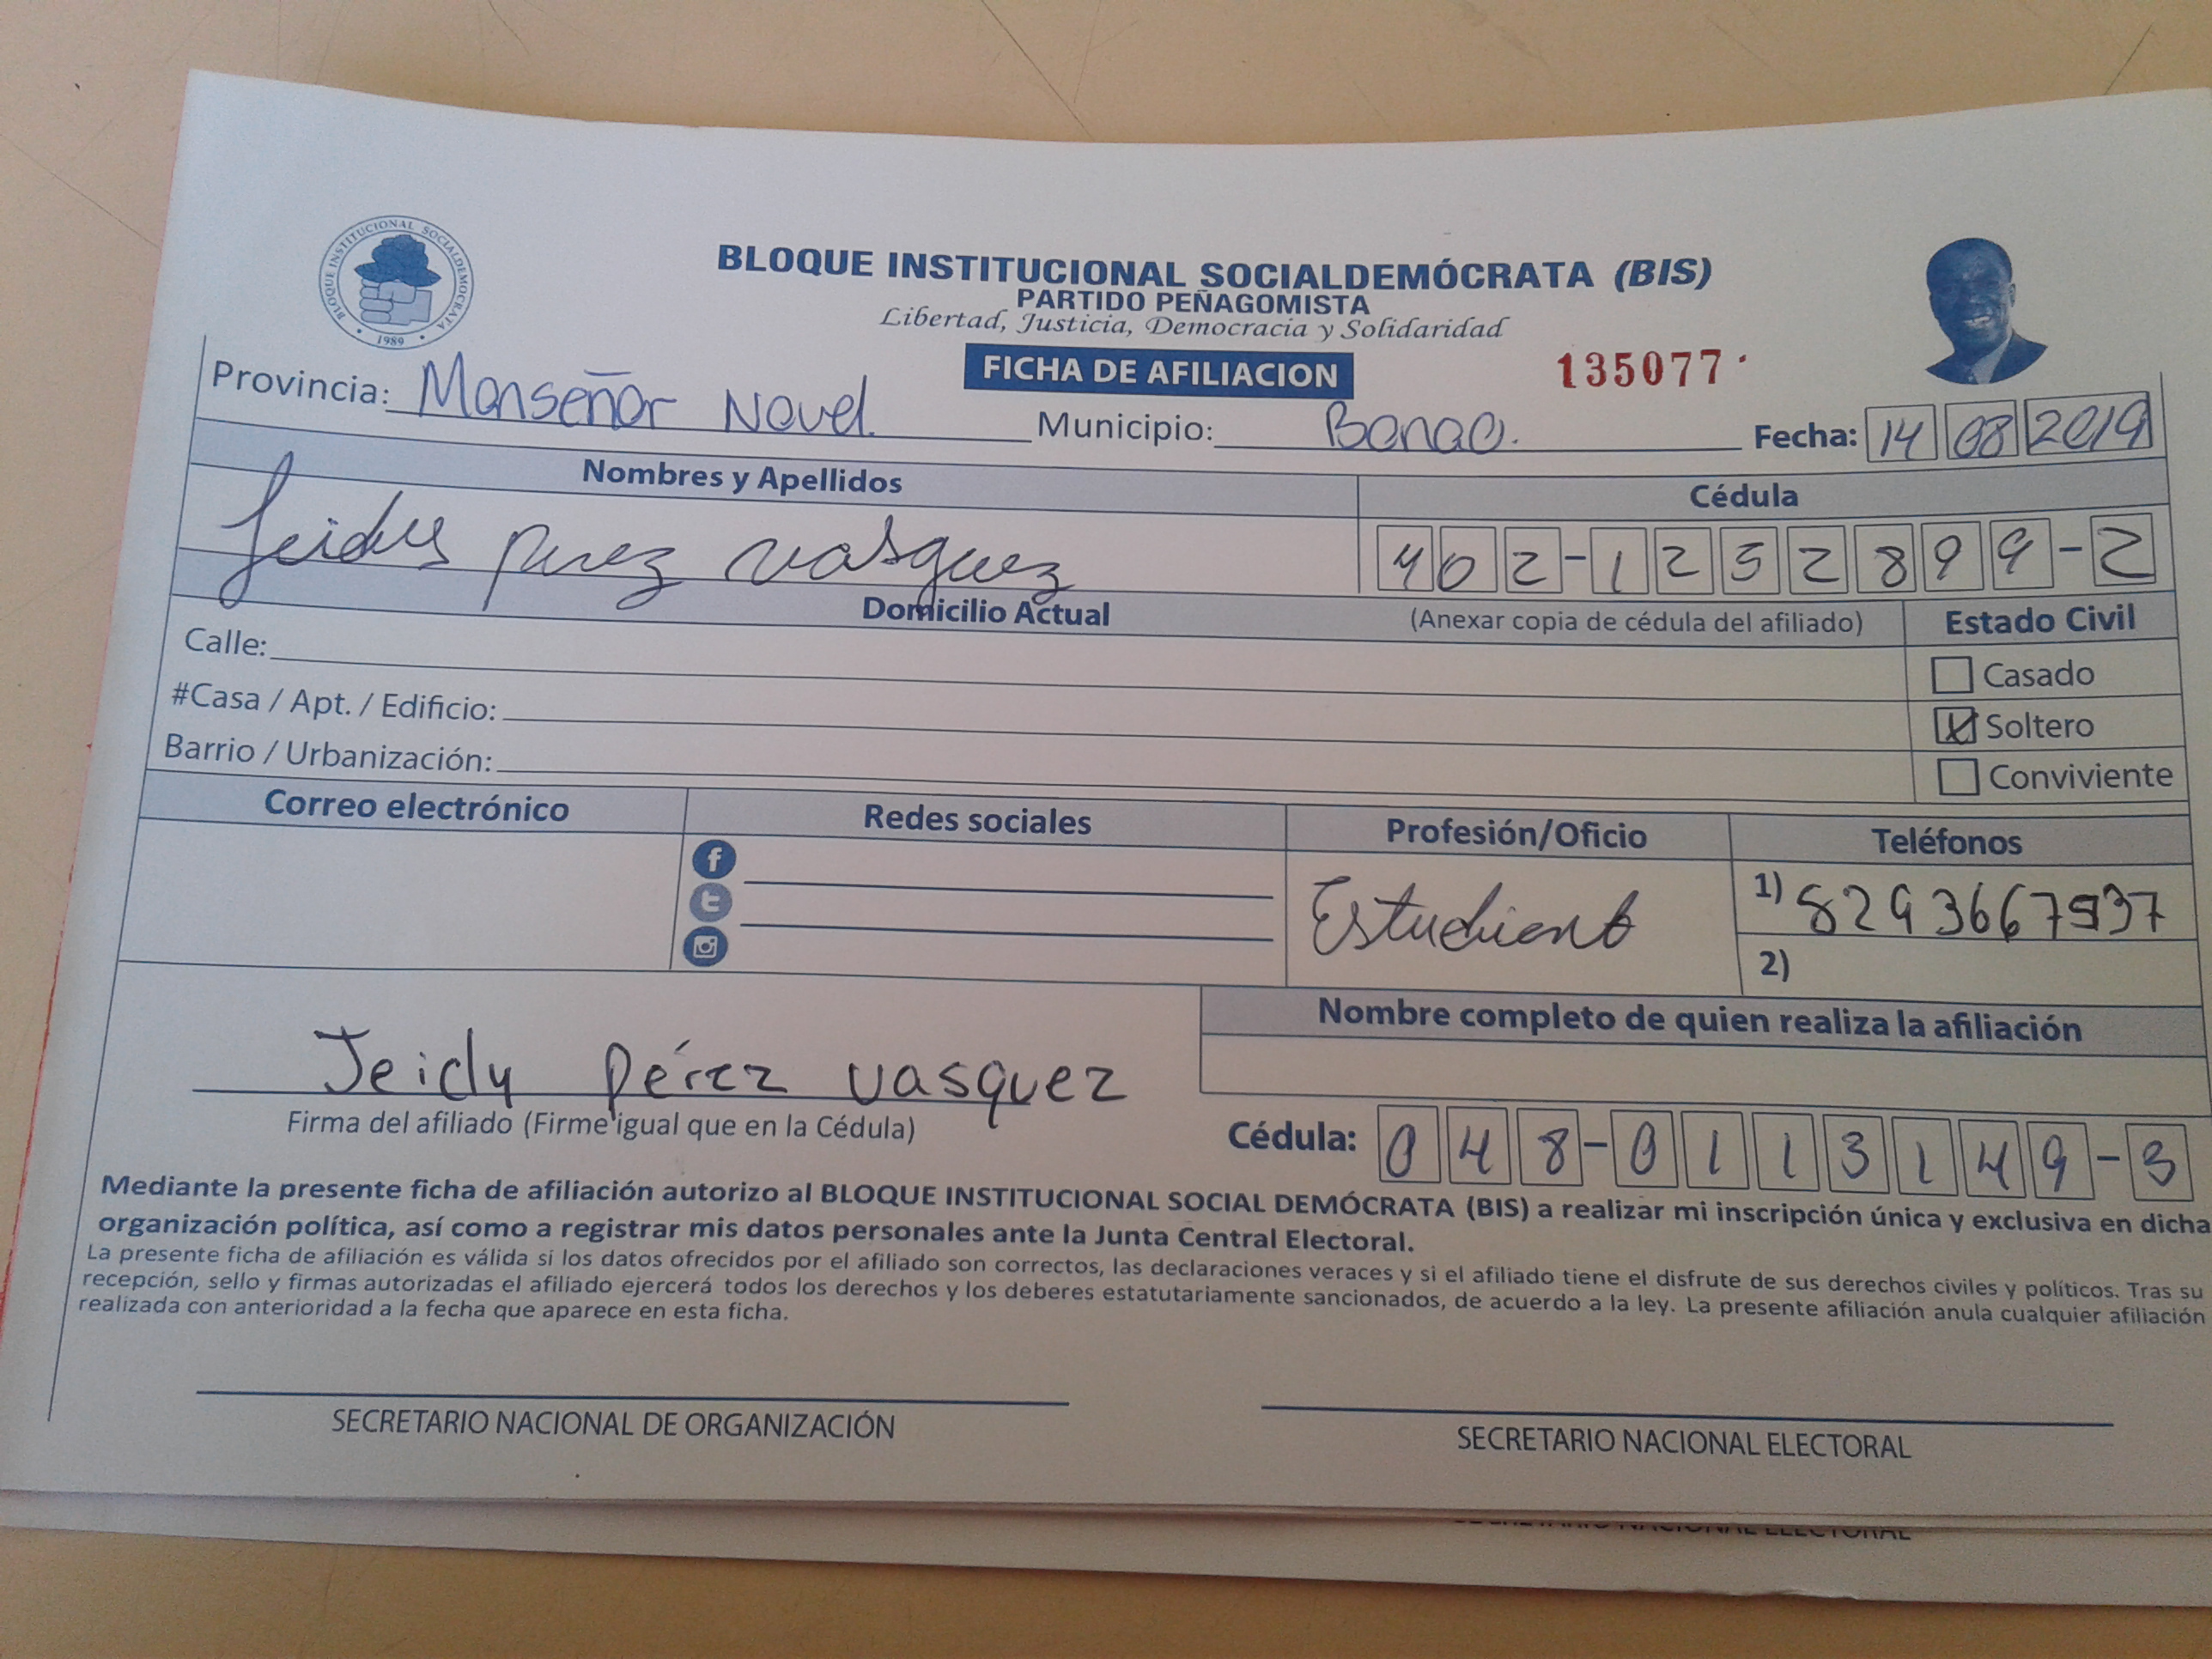 BLOQUE INSTITUCIONAL SOCIALDEMOCRATA
1989
BLOQUE INSTITUCIONAL SOCIALDEMÓCRATA (BIS)
PARTIDO PEÑAGOMISTA
Libertad, Justicia, Democracia y Solidaridad
FICHA DE AFILIACION
135077
Provincia: Monseñor Nouel. Municipio: Bonao. Fecha: 14 08 2019
Nombres y Apellidos Cédula
Jeidy perez vasquez 402-1252899-2
Domicilio Actual (Anexar copia de cédula del afiliado) Estado Civil
Calle:
Casado
#Casa / Apt. / Edificio:
Soltero
Barrio / Urbanización:
Conviviente
Correo electrónico Redes sociales Profesión/Oficio Teléfonos
Estudiante 1) 8293667937
2)
Nombre completo de quien realiza la afiliación
Jeidy Pérez Vasquez
Firma del afiliado (Firme igual que en la Cédula) Cédula: 048-0113149-3
Mediante la presente ficha de afiliación autorizo al BLOQUE INSTITUCIONAL SOCIAL DEMÓCRATA (BIS) a realizar mi inscripción única y exclusiva en dicha
organización política, así como a registrar mis datos personales ante la Junta Central Electoral.
La presente ficha de afiliación es válida si los datos ofrecidos por el afiliado son correctos, las declaraciones veraces y si el afiliado tiene el disfrute de sus derechos civiles y políticos. Tras su
recepción, sello y firmas autorizadas el afiliado ejercerá todos los derechos y los deberes estatutariamente sancionados, de acuerdo a la ley. La presente afiliación anula cualquier afiliación
realizada con anterioridad a la fecha que aparece en esta ficha.
SECRETARIO NACIONAL DE ORGANIZACIÓN SECRETARIO NACIONAL ELECTORAL